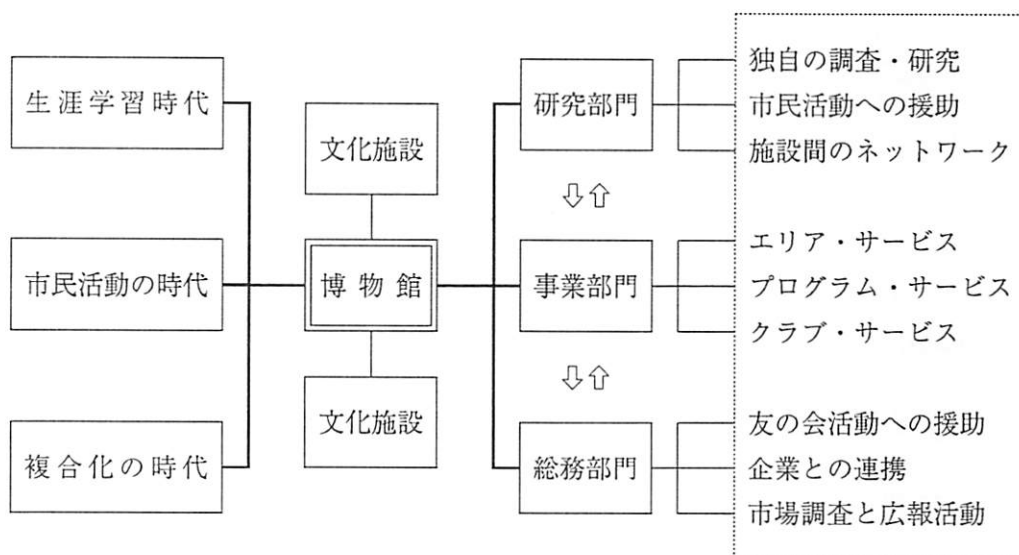 生涯学習時代
市民活動の時代
複合化の時代
文化施設
博物館
文化施設
研究部門
⇩⇧
事業部門
⇩⇧
総務部門
独自の調査・研究
市民活動への援助
施設間のネットワーク
エリア・サービス
プログラム・サービス
クラブ・サービス
友の会活動への援助
企業との連携
市場調査と広報活動